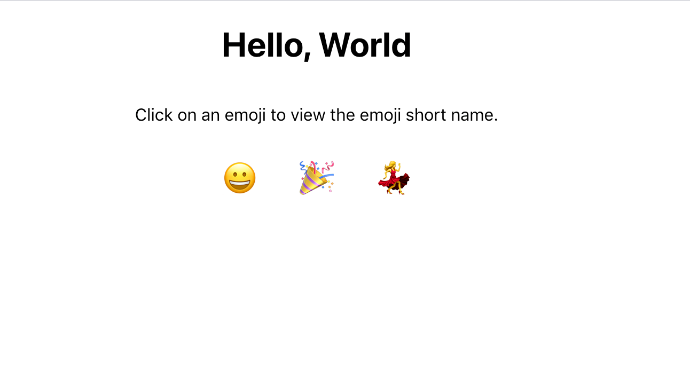 Hello, World
Click on an emoji to view the emoji short name.